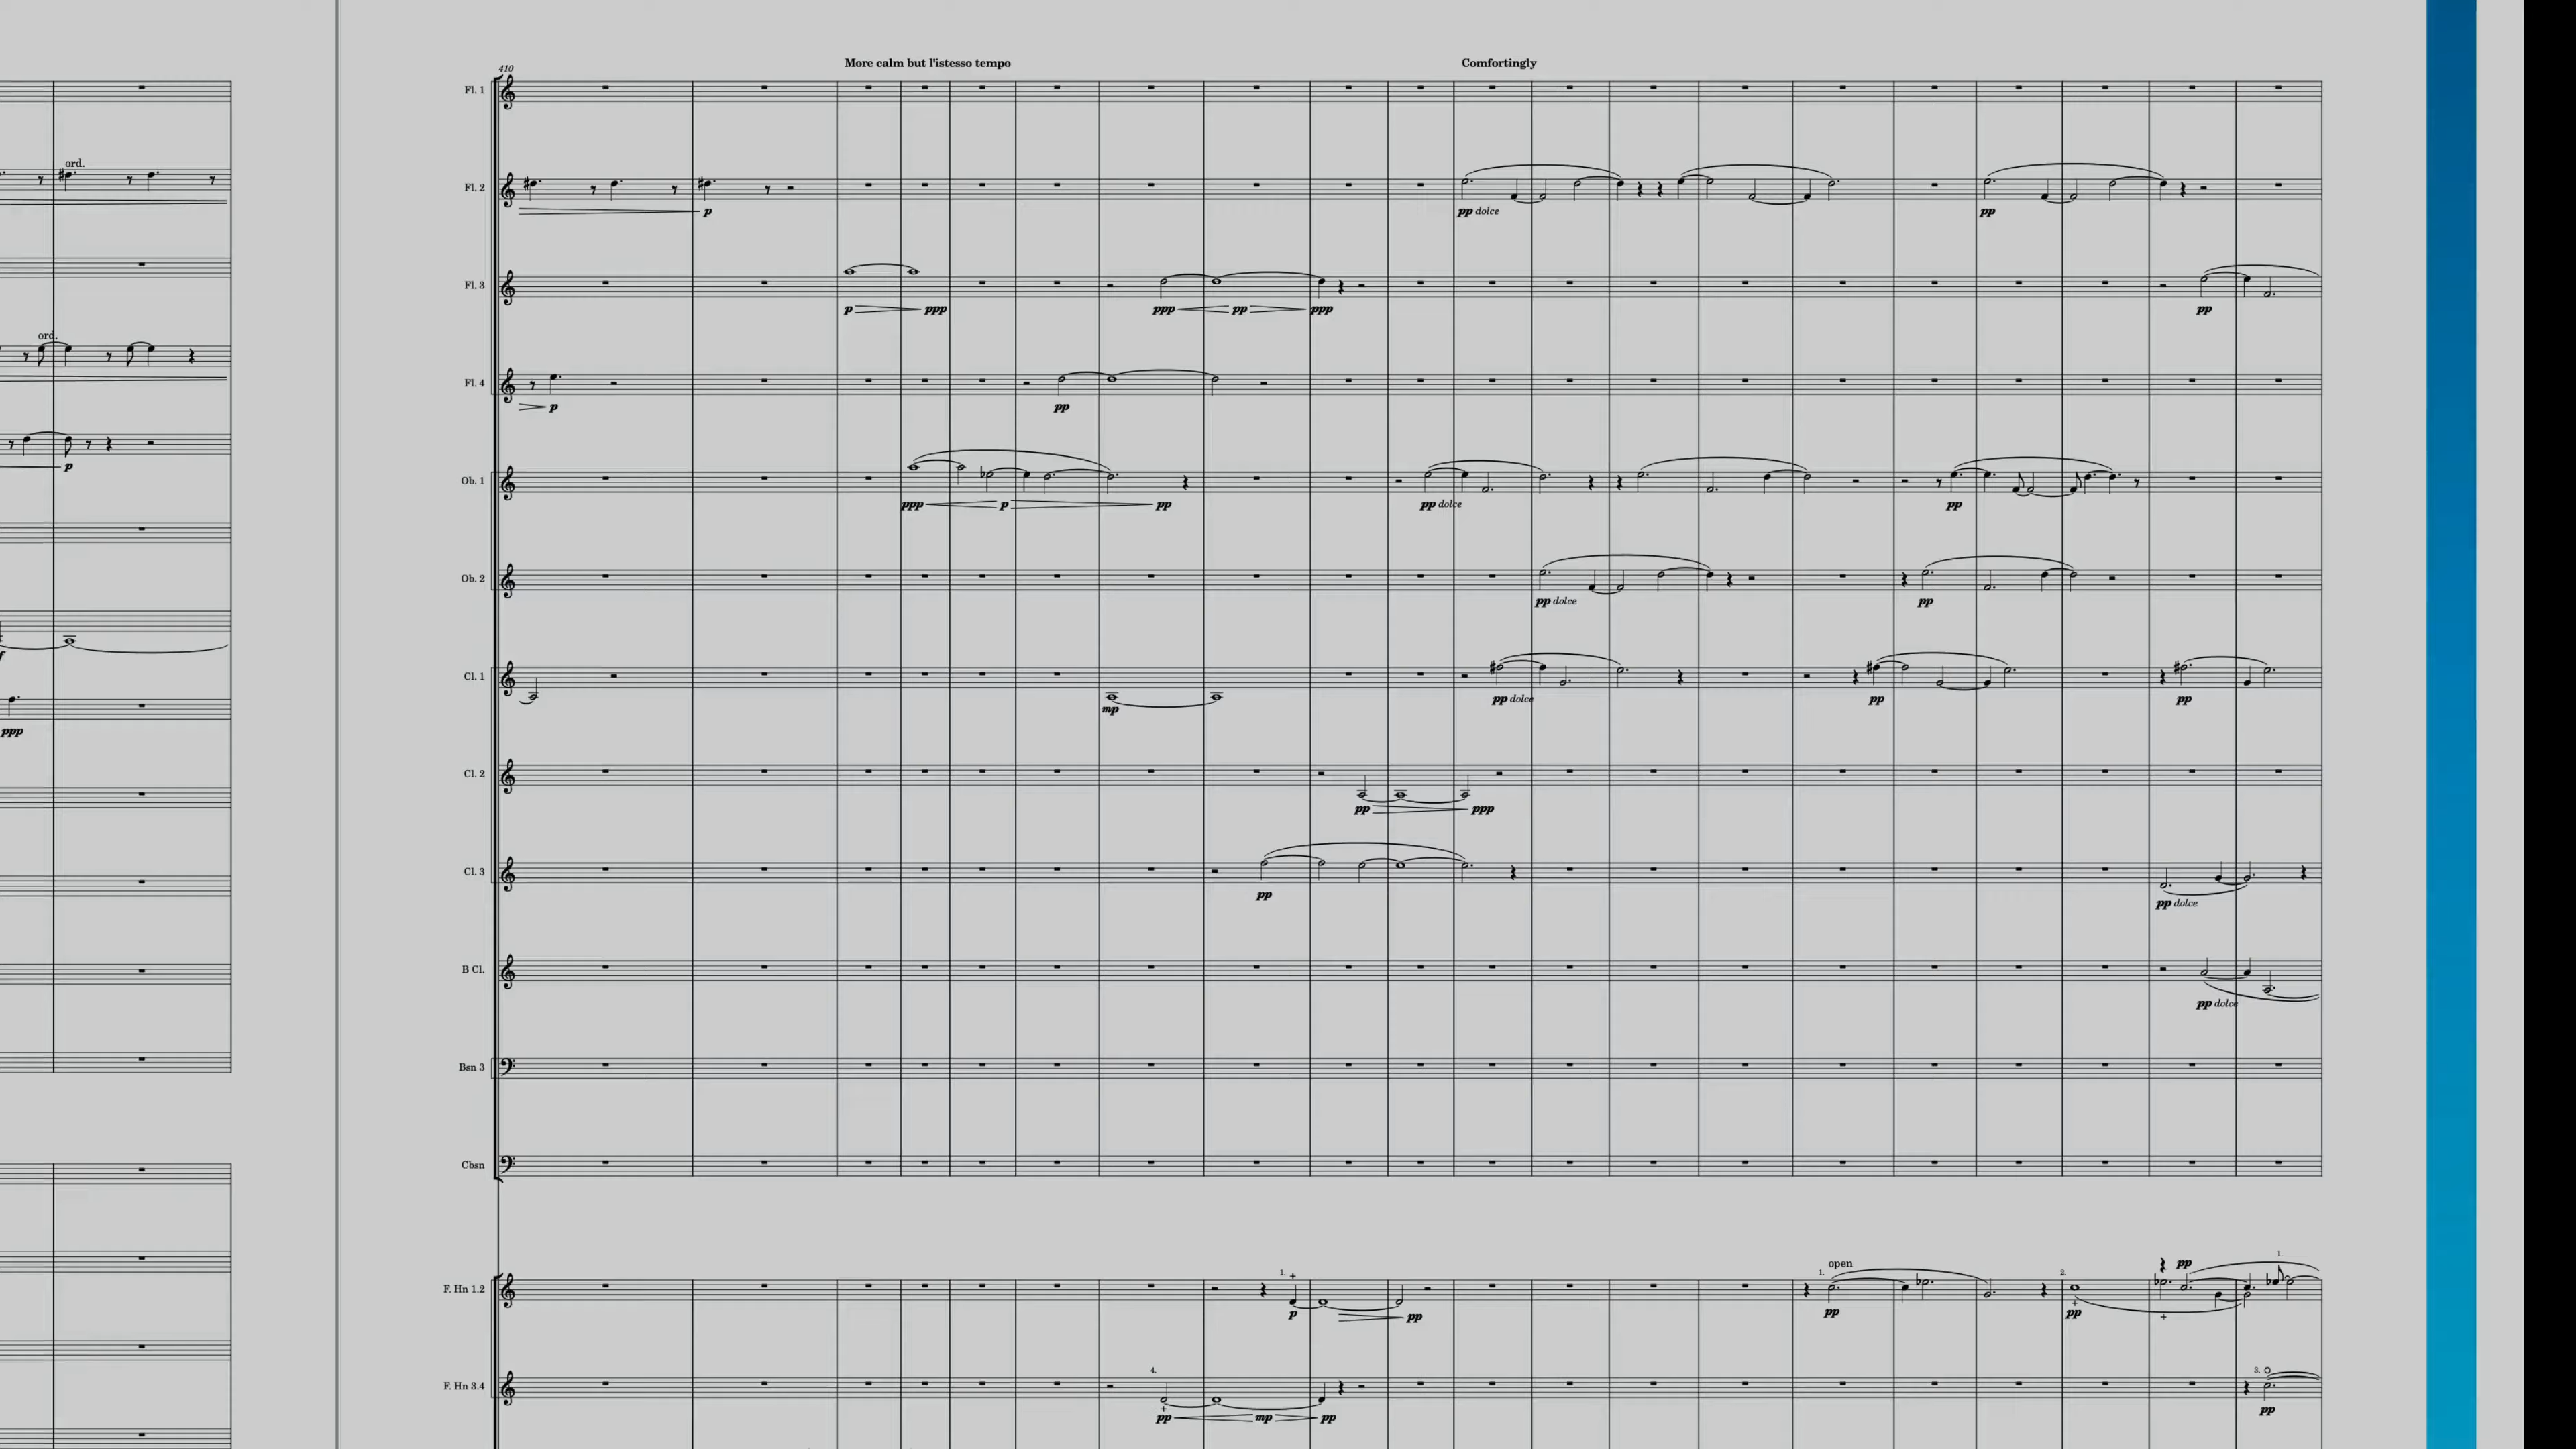 More calm but l'istesso tempo
Comfortingly
410
Fl. 1
ord.
Fl. 2
p
pp dolce
pp
Fl. 3
p
ppp
ppp
pp
ppp
pp
ord.
Fl. 4
p
pp
p
Ob. 1
ppp
p
pp
pp dolce
pp
Ob. 2
pp dolce
pp
f
Cl. 1
mp
pp dolce
pp
pp
ppp
Cl. 2
pp
ppp
Cl. 3
pp
pp dolce
B Cl.
pp dolce
Bsn 3
Cbsn
F. Hn 1.2
1.
p
pp
1.
open
pp
2.
pp
pp
1.
F. Hn 3.4
4.
pp
mp
pp
3.
pp